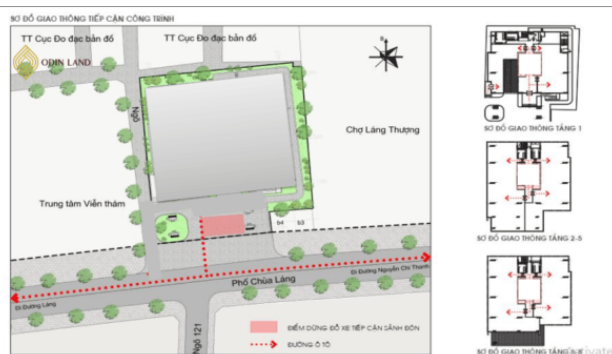 SƠ ĐỒ GIAO THÔNG TIẾP CẬN CÔNG TRÌNH
TT Cục Đo đạc bản đồ
TT Cục Đo đạc bản đồ
B
ODIN LAND
Ngõ
Chợ Láng Thượng
Trung tâm Viễn thám
b4
b3
Phố Chùa Láng
Đi Đường Nguyễn Chí Thanh
Đi Đường Láng
Ngõ 121
ĐIỂM DỪNG ĐỖ XE TIẾP CẬN SẢNH ĐÓN
ĐƯỜNG Ô TÔ
SƠ ĐỒ GIAO THÔNG TẦNG 1
SƠ ĐỒ GIAO THÔNG TẦNG 2-5
SƠ ĐỒ GIAO THÔNG TẦNG